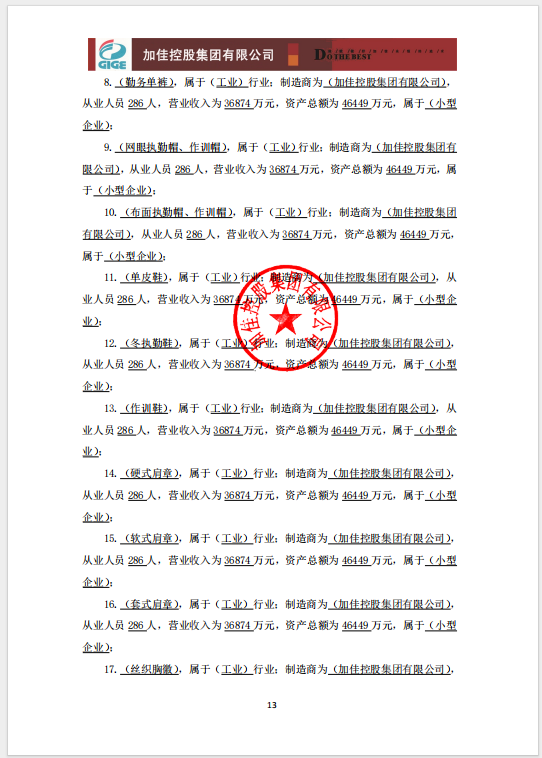 GIGE 加佳控股集团有限公司 DO THE BEST
8.（勤务单裤），属于（工业）行业；制造商为（加佳控股集团有限公司），
从业人员 286 人，营业收入为 36874 万元，资产总额为 46449 万元，属于（小型
企业）；
9.（网眼执勤帽、作训帽），属于（工业）行业；制造商为（加佳控股集团有
限公司），从业人员 286 人，营业收入为 36874 万元，资产总额为 46449 万元，属
于（小型企业）；
10.（布面执勤帽、作训帽），属于（工业）行业；制造商为（加佳控股集团
有限公司），从业人员 286 人，营业收入为 36874 万元，资产总额为 46449 万元，
属于（小型企业）；
11.（单皮鞋），属于（工业）行业；制造商为（加佳控股集团有限公司），从
业人员 286 人，营业收入为 36874 万元，资产总额为 46449 万元，属于（小型企
业）；
加佳控股集团有限公司
12.（冬执勤鞋），属于（工业）行业；制造商为（加佳控股集团有限公司），
从业人员 286 人，营业收入为 36874 万元，资产总额为 46449 万元，属于（小型
企业）；
13.（作训鞋），属于（工业）行业；制造商为（加佳控股集团有限公司），从
业人员 286 人，营业收入为 36874 万元，资产总额为 46449 万元，属于（小型企
业）；
14.（硬式肩章），属于（工业）行业；制造商为（加佳控股集团有限公司），
从业人员 286 人，营业收入为 36874 万元，资产总额为 46449 万元，属于（小型
企业）；
15.（软式肩章），属于（工业）行业；制造商为（加佳控股集团有限公司），
从业人员 286 人，营业收入为 36874 万元，资产总额为 46449 万元，属于（小型
企业）；
16.（套式肩章），属于（工业）行业；制造商为（加佳控股集团有限公司），
从业人员 286 人，营业收入为 36874 万元，资产总额为 46449 万元，属于（小型
企业）；
17.（丝织胸徽），属于（工业）行业；制造商为（加佳控股集团有限公司），
13